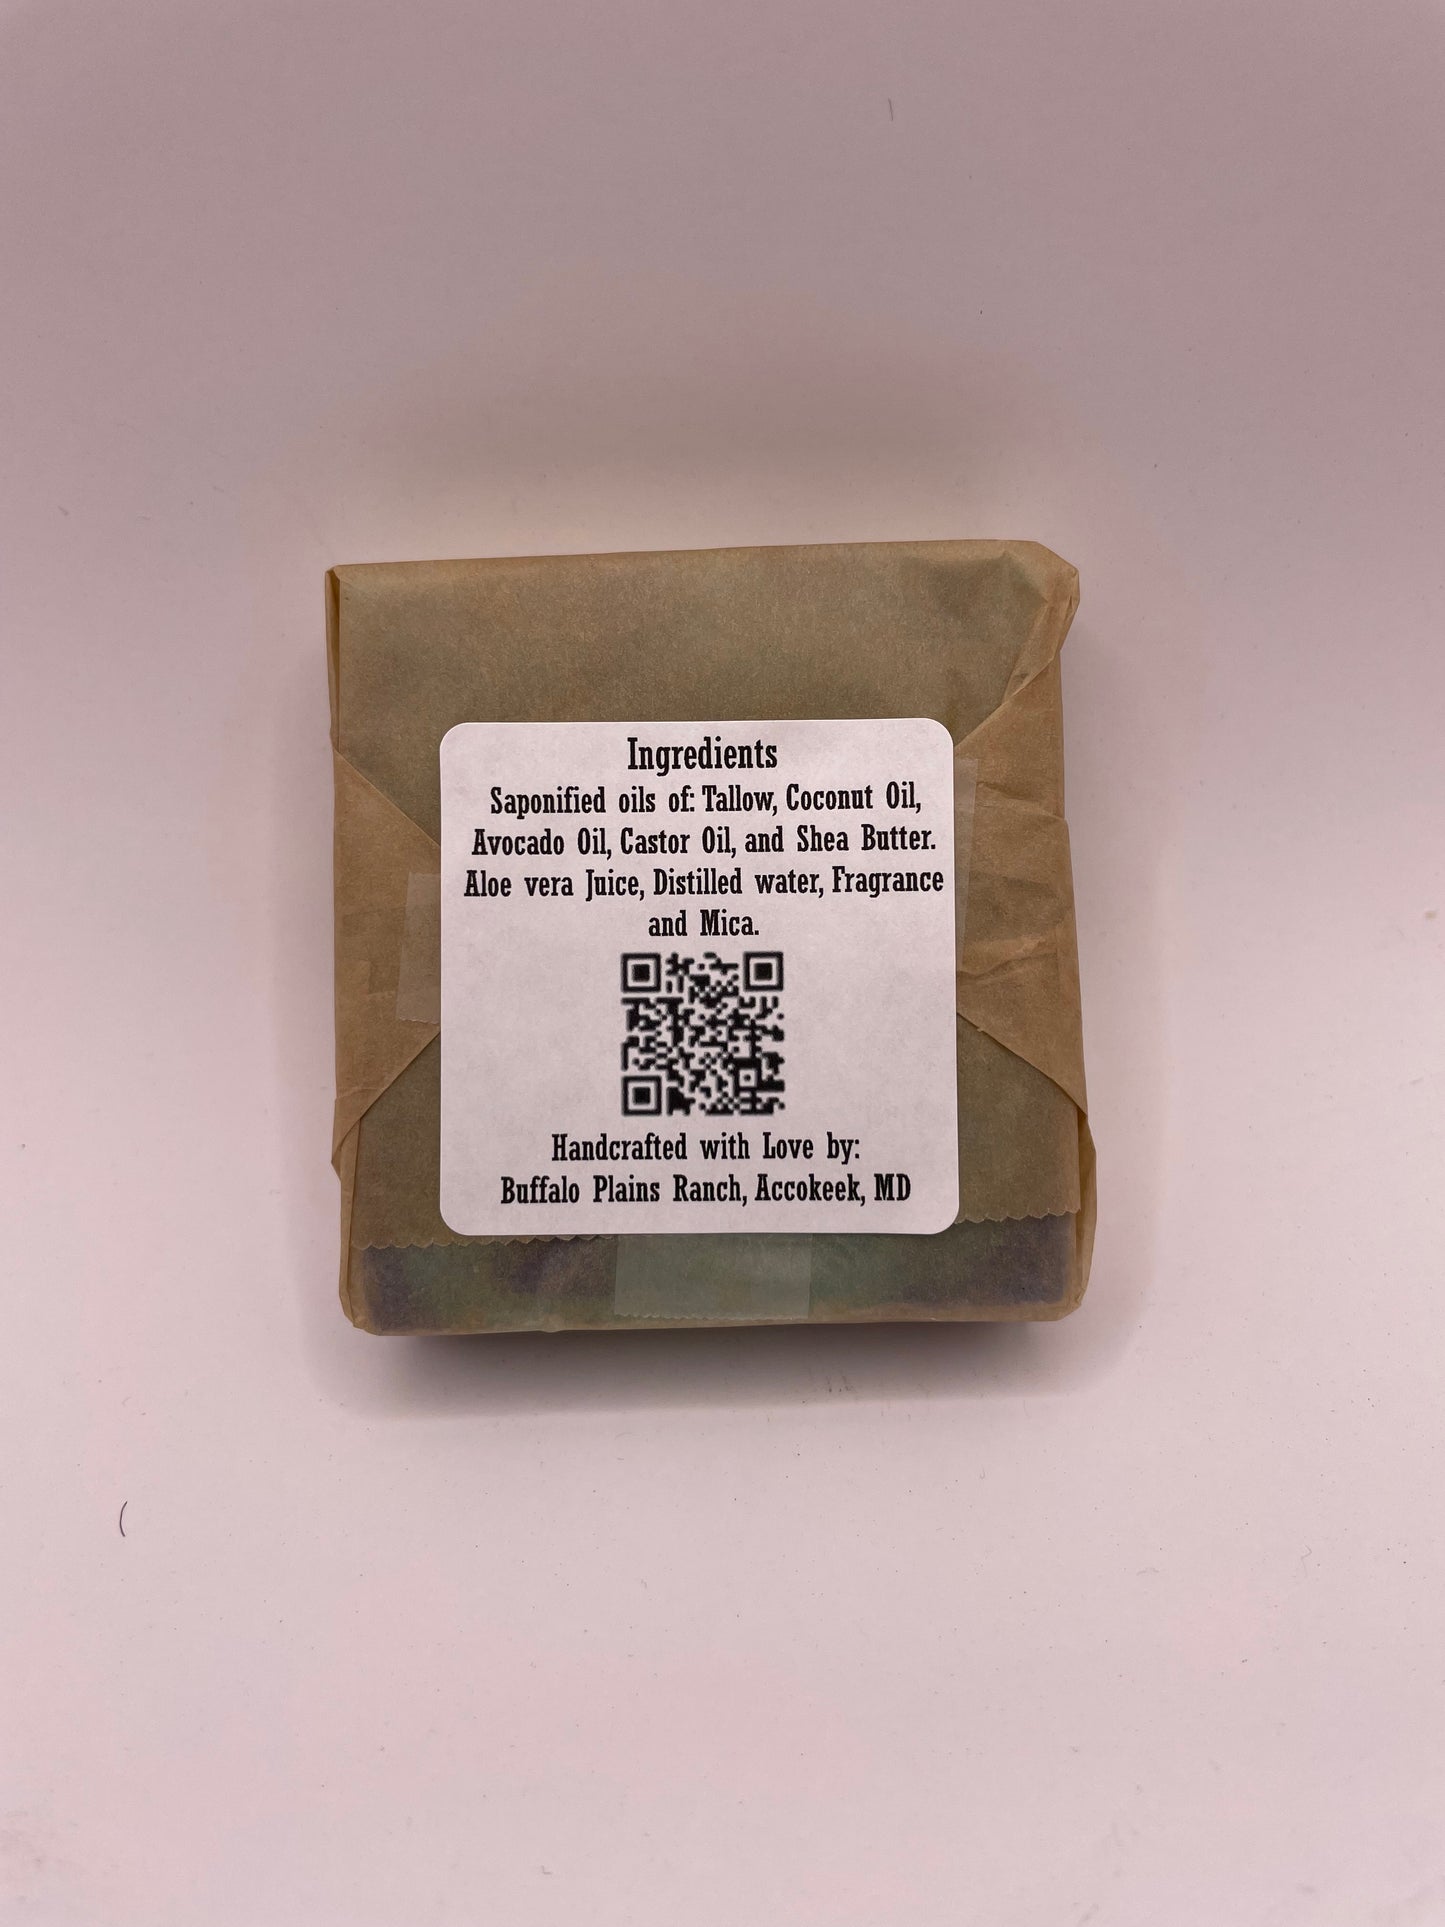 Ingredients
Saponified oils of: Tallow, Coconut Oil,
Avocado Oil, Castor Oil, and Shea Butter.
Aloe vera Juice, Distilled water, Fragrance
and Mica.
Handcrafted with Love by:
Buffalo Plains Ranch, Accokeek, MD